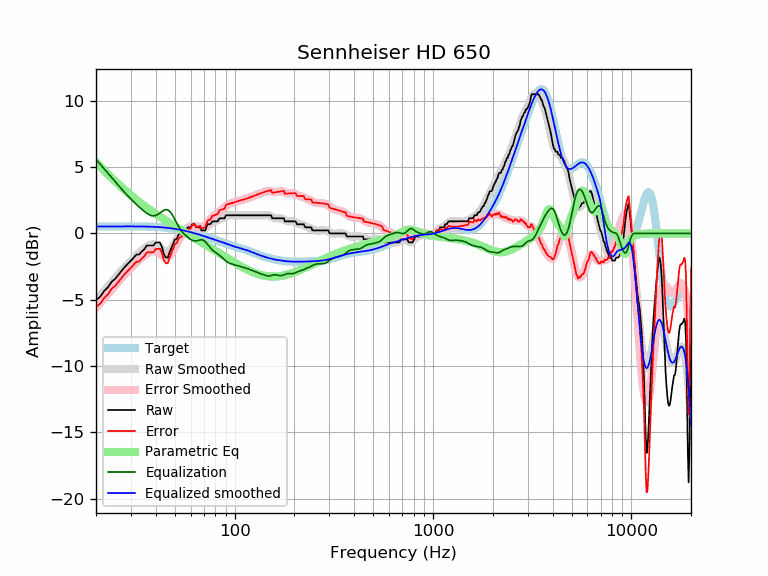 Sennheiser HD 650
Amplitude (dBr)
10
5
0
−5
−10
−15
−20
Target
Raw Smoothed
Error Smoothed
Raw
Error
Parametric Eq
Equalization
Equalized smoothed
100
1000
10000
Frequency (Hz)